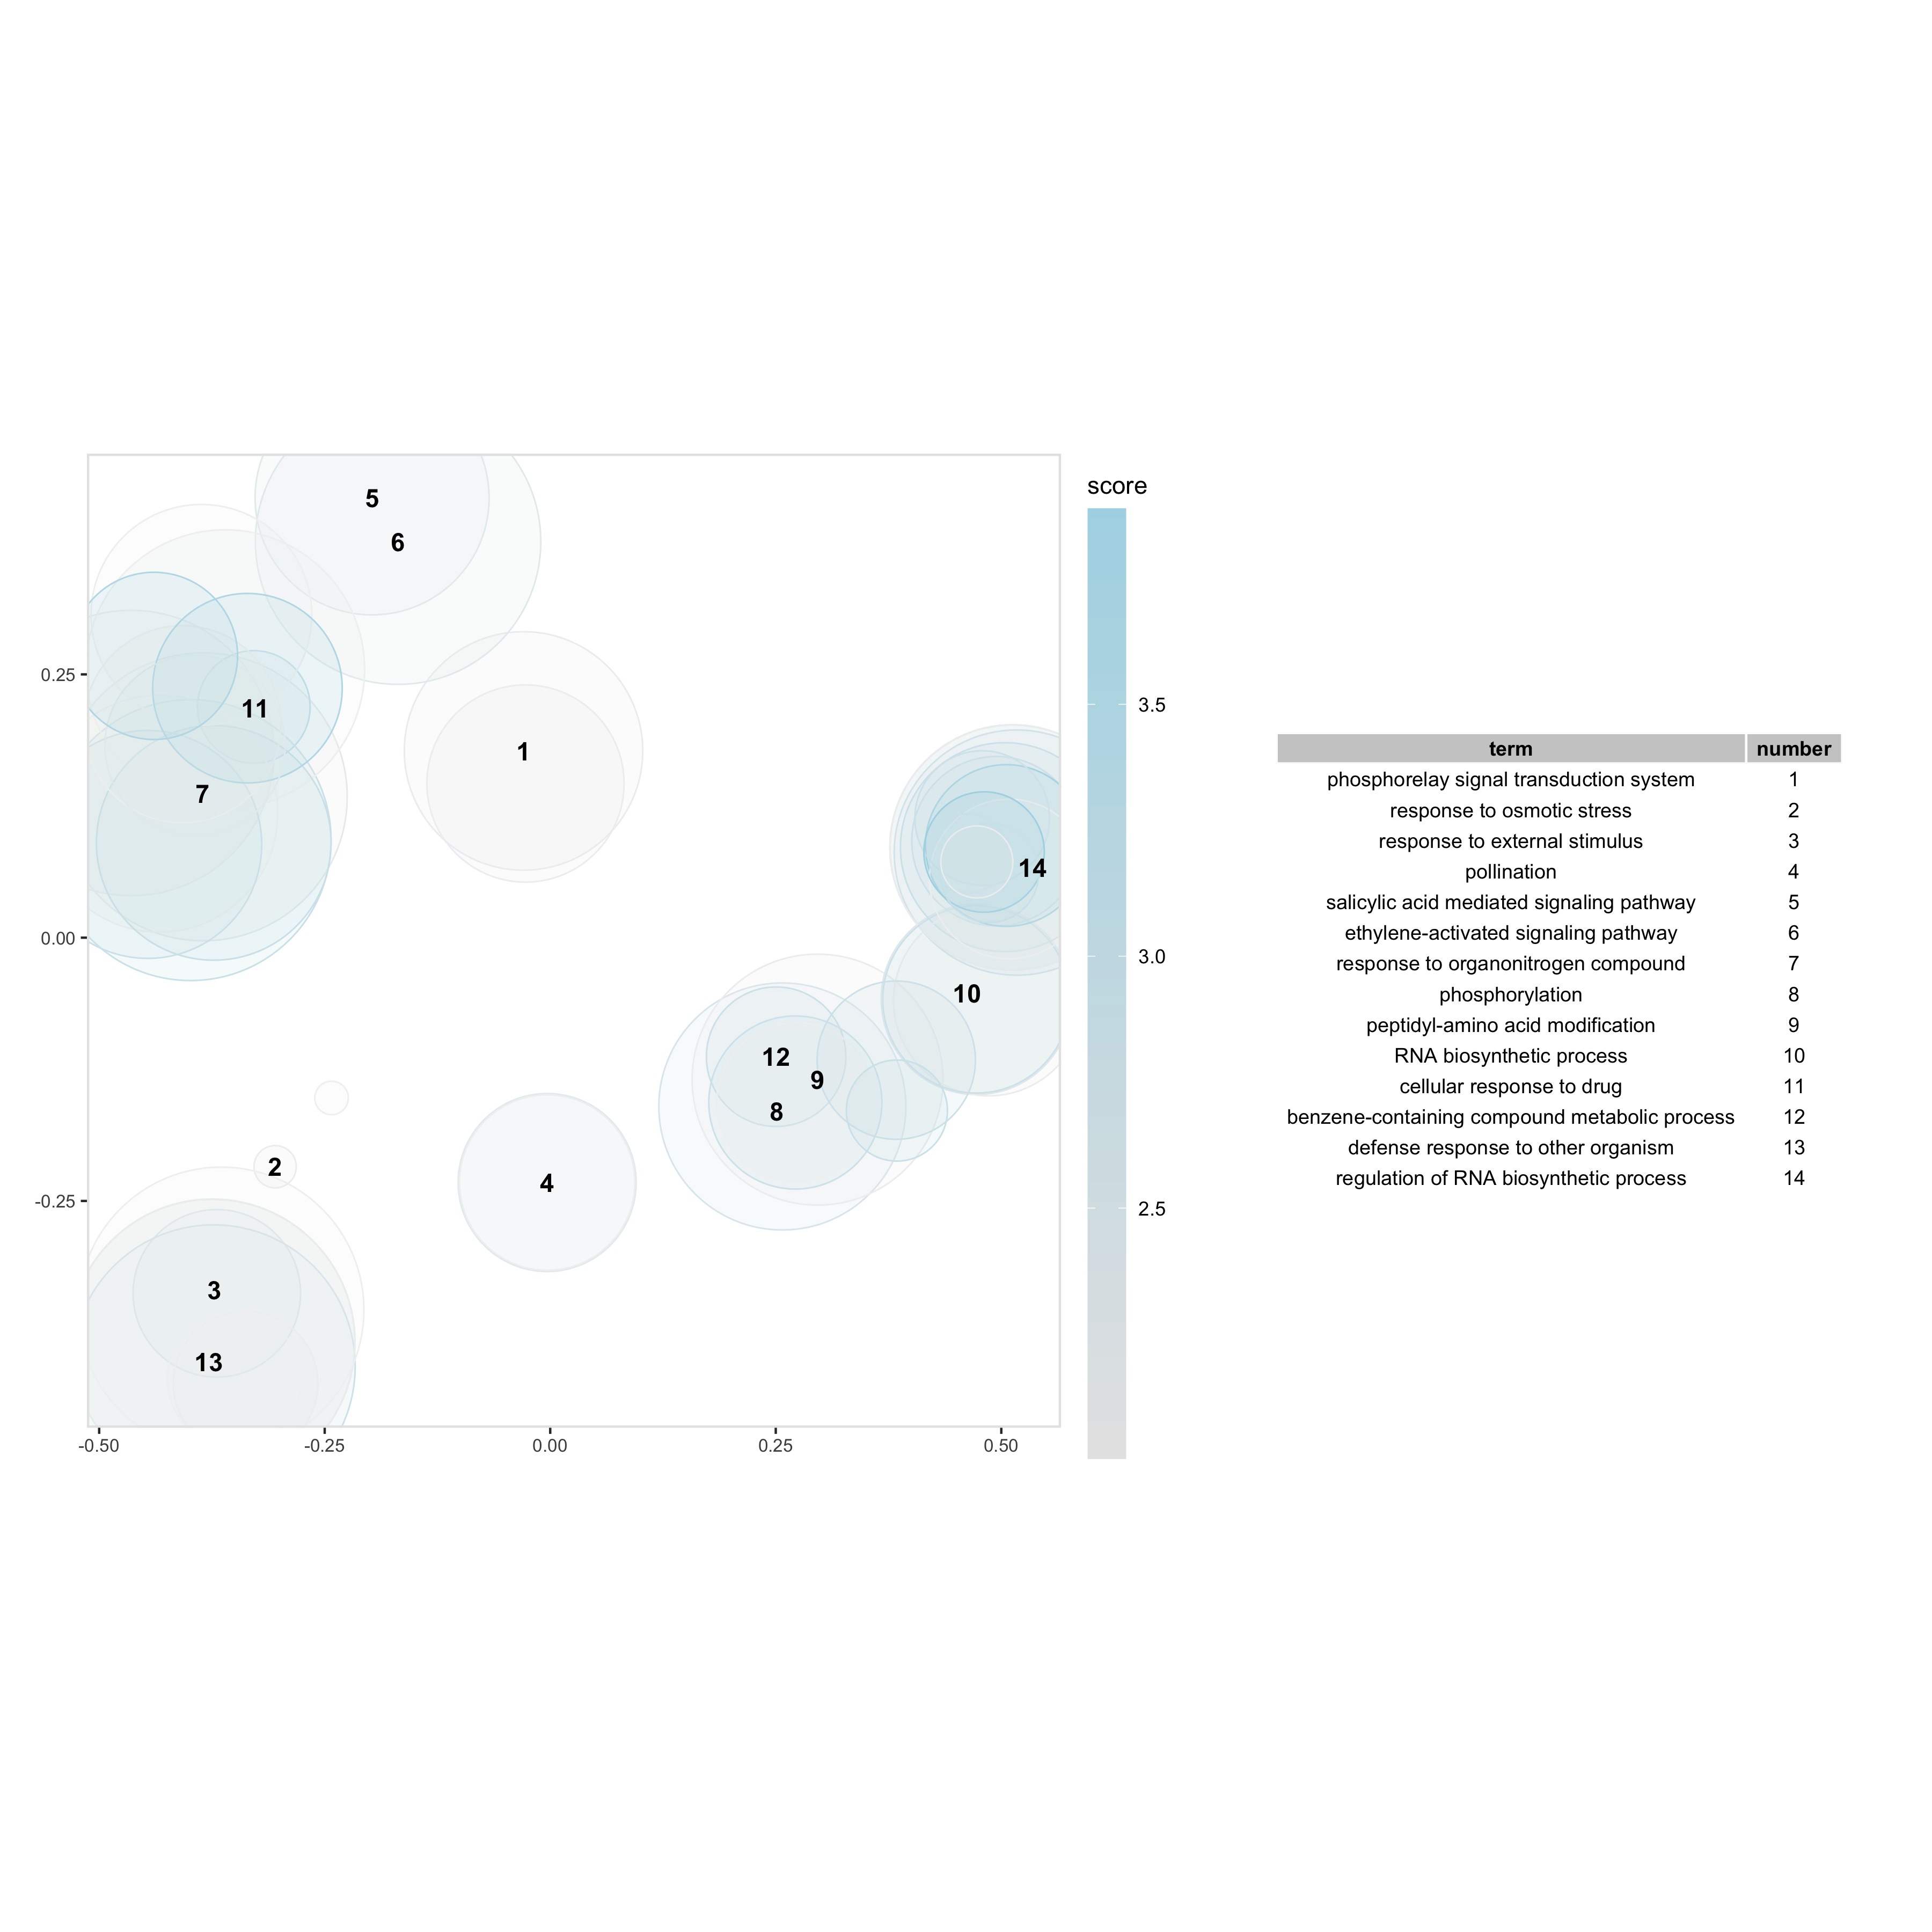 score
5
6
11
1
7
14
10
12
9
8
2
4
3
13
0.25
0.00
-0.25
-0.50 -0.25 0.00 0.25 0.50
3.5
3.0
2.5
term number
phosphorelay signal transduction system 1
response to osmotic stress 2
response to external stimulus 3
pollination 4
salicylic acid mediated signaling pathway 5
ethylene-activated signaling pathway 6
response to organonitrogen compound 7
phosphorylation 8
peptidyl-amino acid modification 9
RNA biosynthetic process 10
cellular response to drug 11
benzene-containing compound metabolic process 12
defense response to other organism 13
regulation of RNA biosynthetic process 14